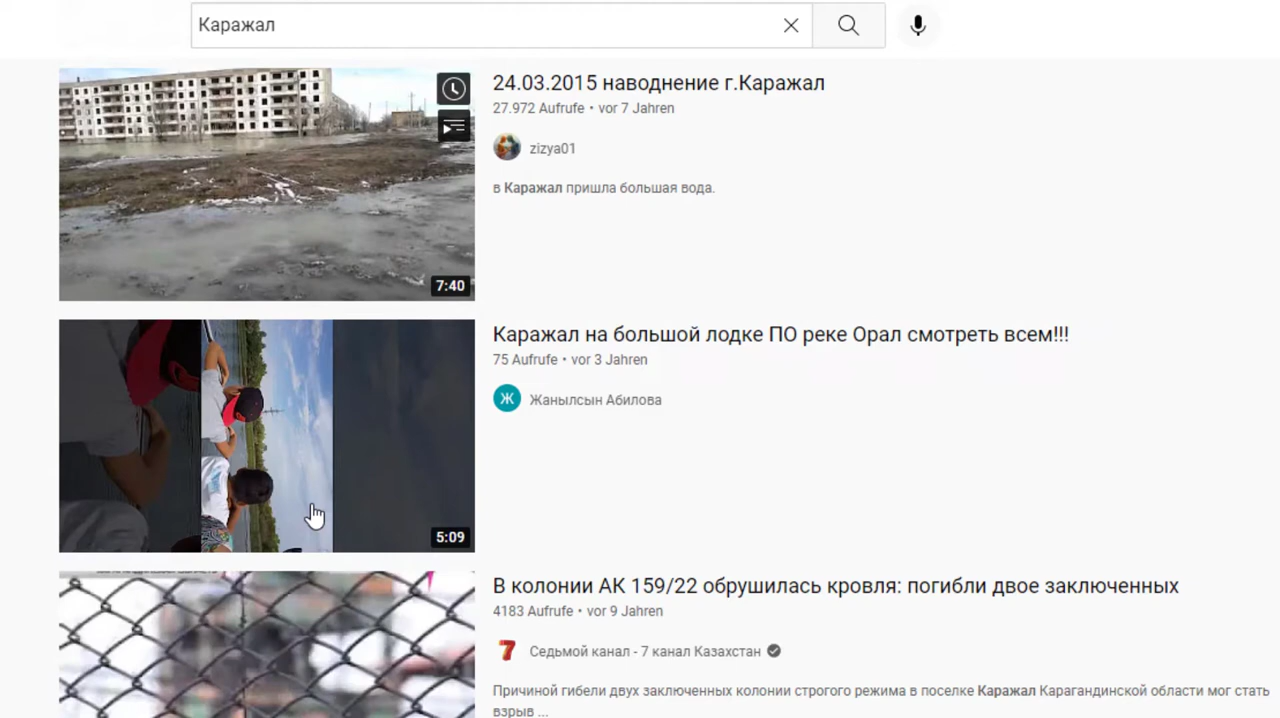 Каражал
24.03.2015 наводнение г.Каражал
27.972 Aufrufe • vor 7 Jahren
zizya01
в Каражал пришла большая вода.
7:40
Каражал на большой лодке ПО реке Орал смотреть всем!!!
75 Aufrufe • vor 3 Jahren
Ж Жанылсын Абилова
5:09
В колонии АК 159/22 обрушилась кровля: погибли двое заключенных
4183 Aufrufe • vor 9 Jahren
7 Седьмой канал - 7 канал Казахстан
Причиной гибели двух заключенных колонии строгого режима в поселке Каражал Карагандинской области мог стать
взрыв ...